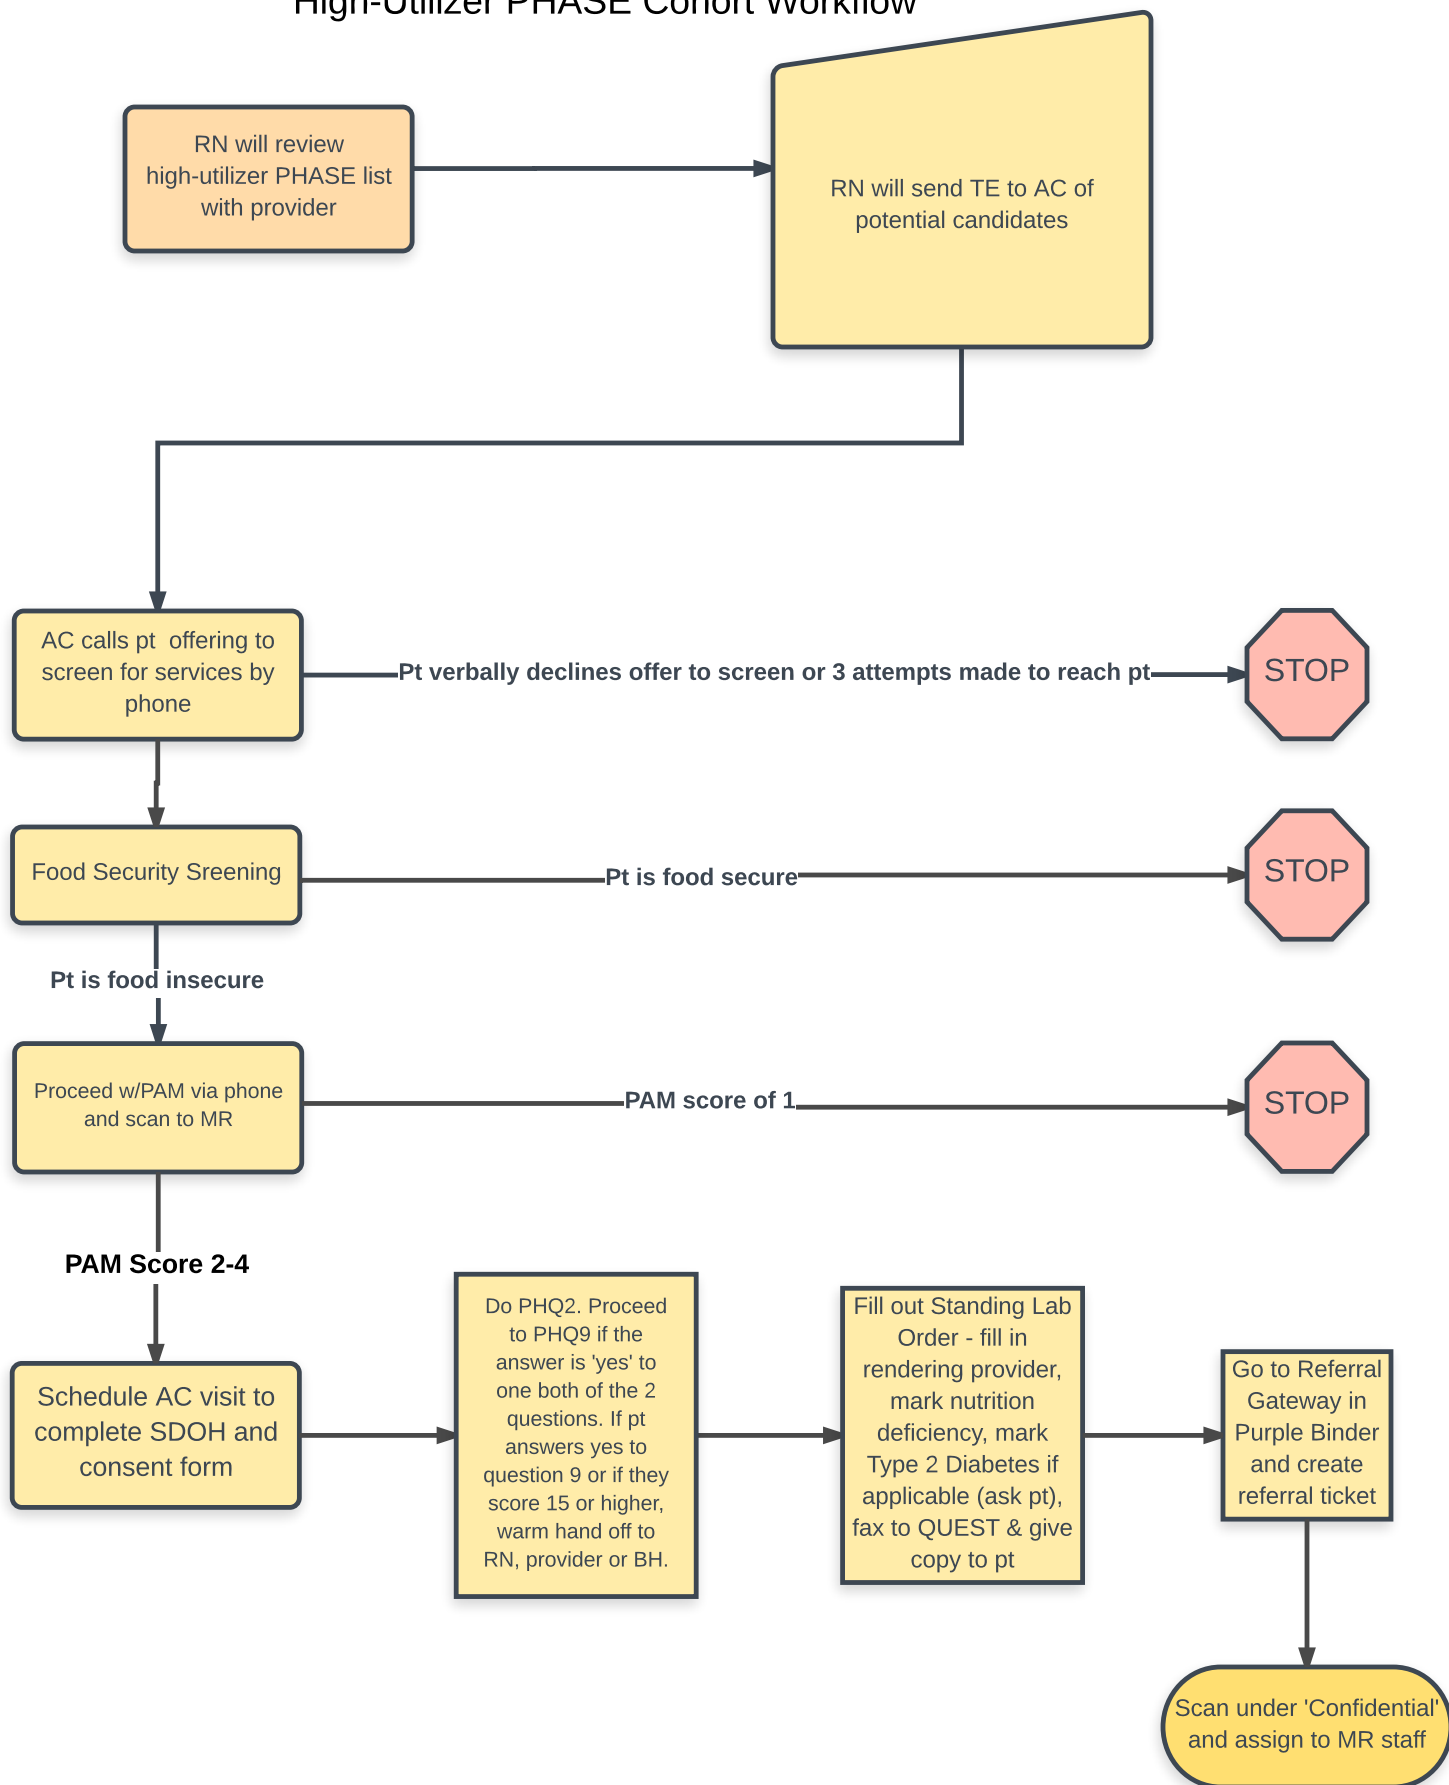 High-Utilizer PHASE Cohort Workflow
RN will review
high-utilizer PHASE list
with provider
RN will send TE to AC of
potential candidates
AC calls pt  offering to
screen for services by
phone
Pt verbally declines offer to screen or 3 attempts made to reach pt
STOP
Food Security Sreening
Pt is food secure
STOP
Pt is food insecure
Proceed w/PAM via phone
and scan to MR
PAM score of 1
STOP
PAM Score 2-4
Schedule AC visit to
complete SDOH and
consent form
Do PHQ2. Proceed
to PHQ9 if the
answer is 'yes' to
one both of the 2
questions. If pt
answers yes to
question 9 or if they
score 15 or higher,
warm hand off to
RN, provider or BH.
Fill out Standing Lab
Order - fill in
rendering provider,
mark nutrition
deficiency, mark
Type 2 Diabetes if
applicable (ask pt),
fax to QUEST & give
copy to pt
Go to Referral
Gateway in
Purple Binder
and create
referral ticket
Scan under 'Confidential'
and assign to MR staff